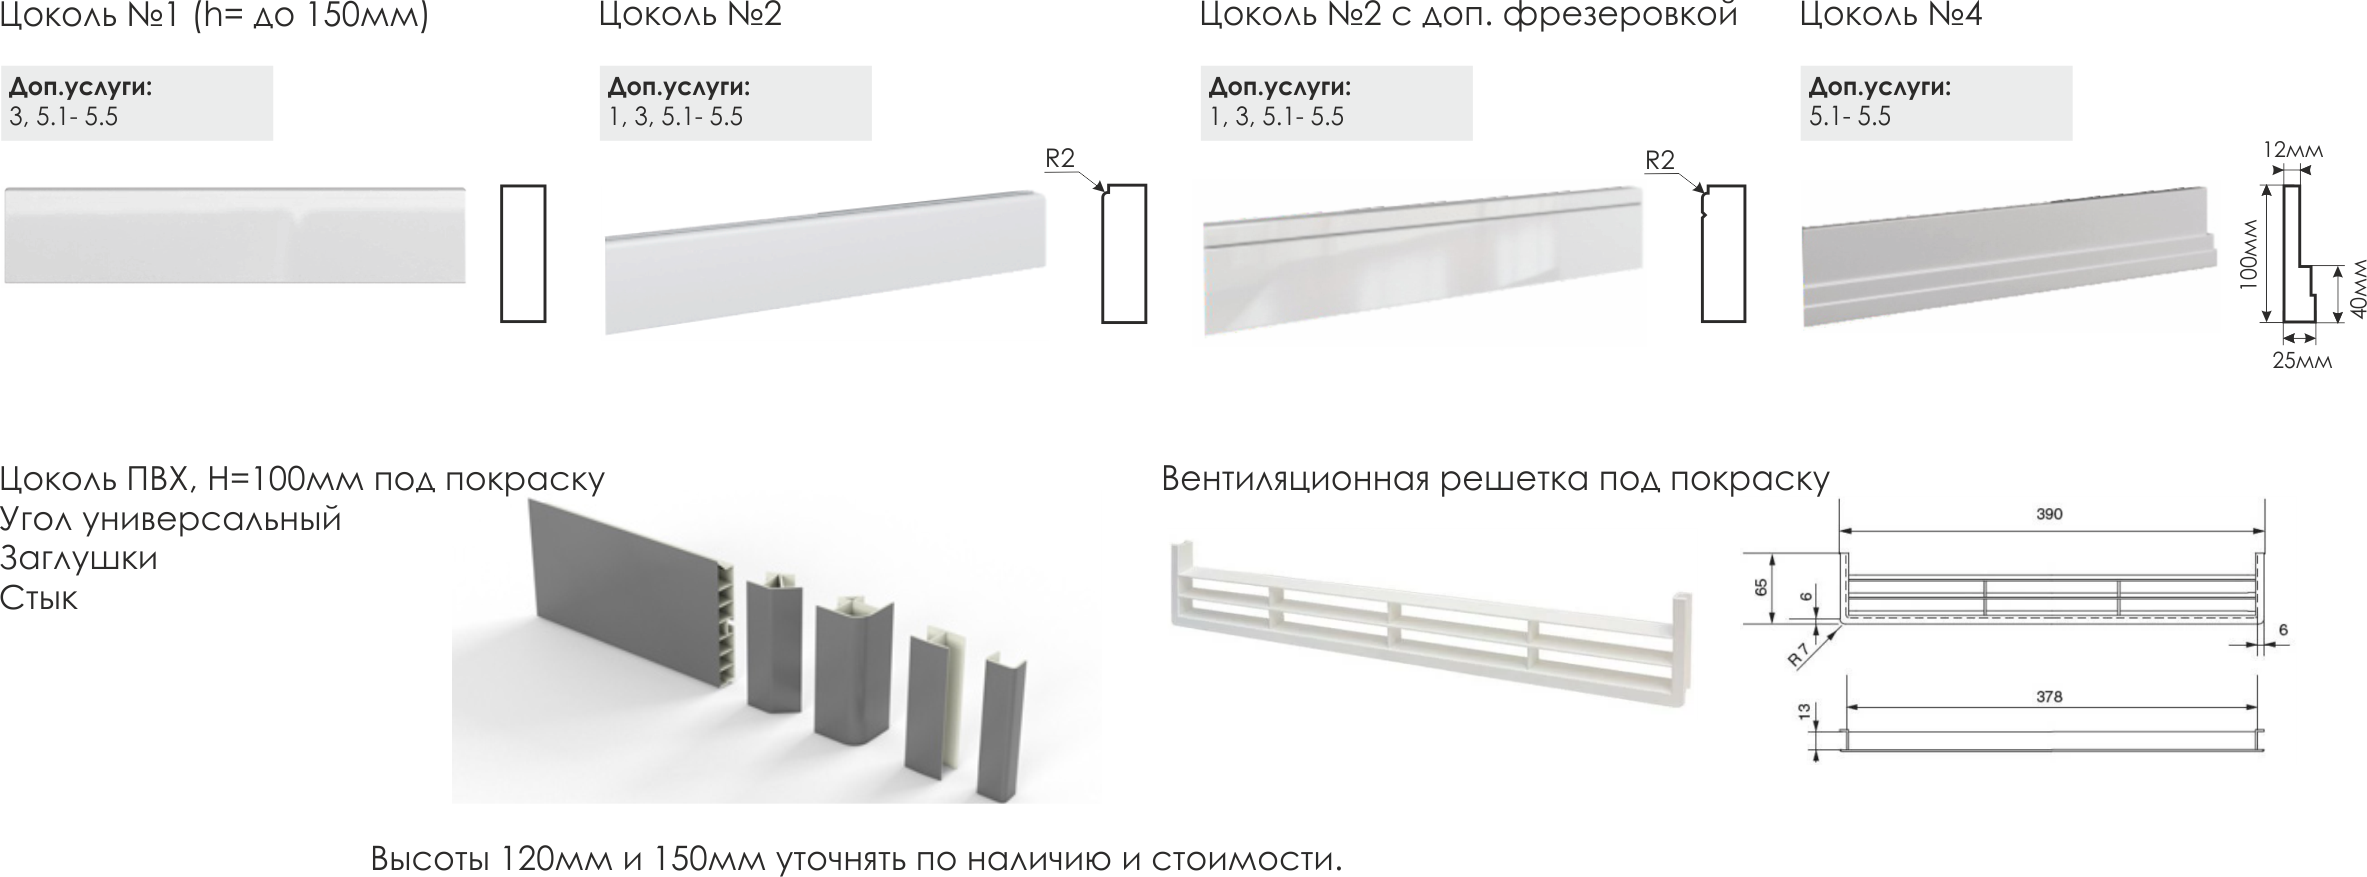 Цоколь №1 (h= до 150мм)
Доп.услуги:
3, 5.1- 5.5
Цоколь №2
Доп.услуги:
1, 3, 5.1- 5.5
R2
Цоколь №2 с доп. фрезеровкой
Доп.услуги:
1, 3, 5.1- 5.5
R2
Цоколь №4
Доп.услуги:
5.1- 5.5
12мм
100мм
40мм
25мм
Цоколь ПВХ, H=100мм под покраску
Угол универсальный
Заглушки
Стык
Вентиляционная решетка под покраску
390
65
6
R7
6
378
13
Высоты 120мм и 150мм уточнять по наличию и стоимости.